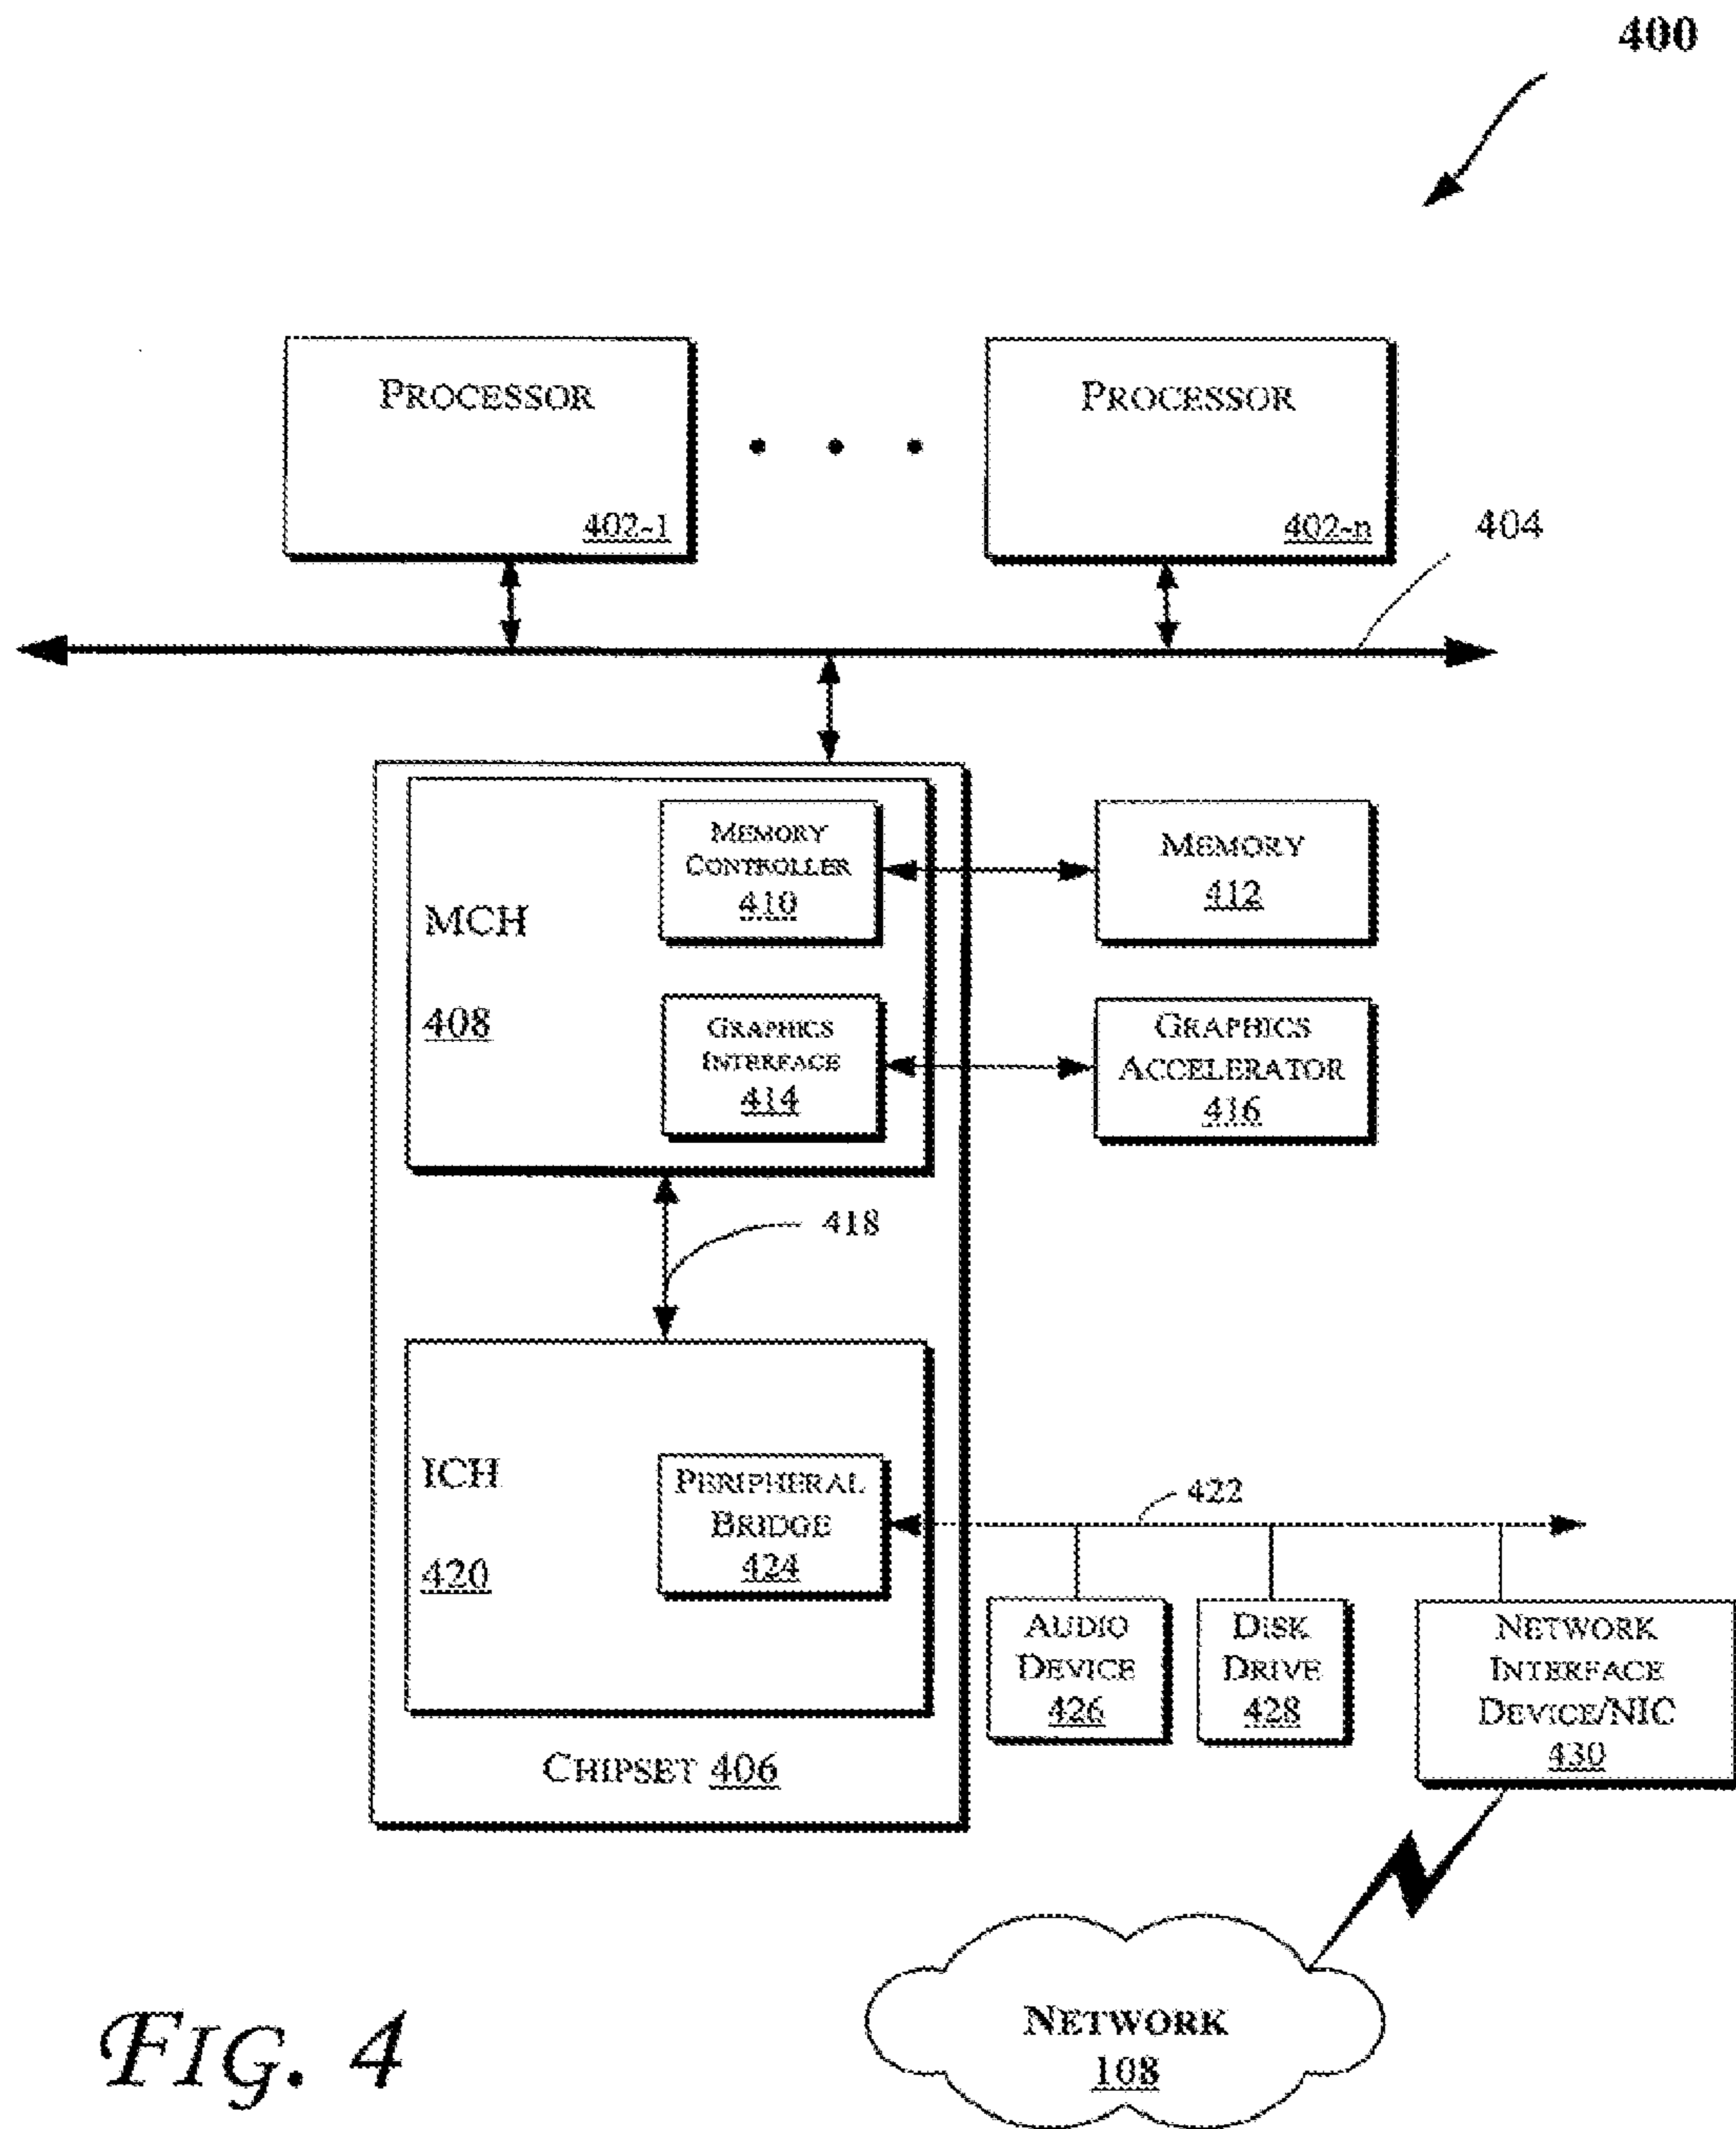 400
PROCESSOR
402-1
PROCESSOR
402-n
404
MEMORY
CONTROLLER
410
MEMORY
412
MCH
408
GRAPHICS
INTERFACE
414
GRAPHICS
ACCELERATOR
416
418
ICH
420
PERIPHERAL
BRIDGE
424
422
AUDIO
DEVICE
426
DISK
DRIVE
428
NETWORK
INTERFACE
DEVICE/NIC
430
CHIPSET 406
NETWORK
108
FIG. 4